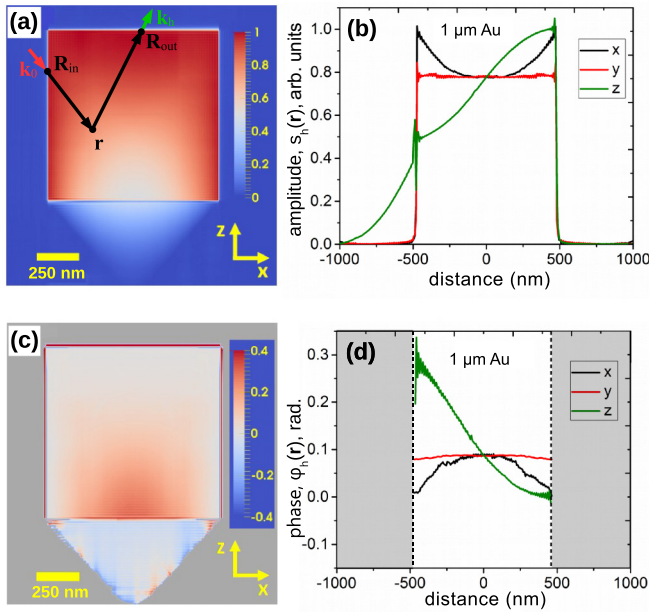 (a)
k₀
R_in
R_out
k_h
r
1
0.8
0.6
0.4
0.2
0
z
x
250 nm
(b)
1 µm Au
x
y
z
amplitude, s_h(r), arb. units
1.0
0.8
0.6
0.4
0.2
0.0
-1000 -500 0 500 1000
distance (nm)
(c)
0.4
0.2
0
-0.2
-0.4
z
x
250 nm
(d)
1 µm Au
x
y
z
phase, φ_h(r), rad.
0.3
0.2
0.1
0.0
-0.1
-1000 -500 0 500 1000
distance (nm)